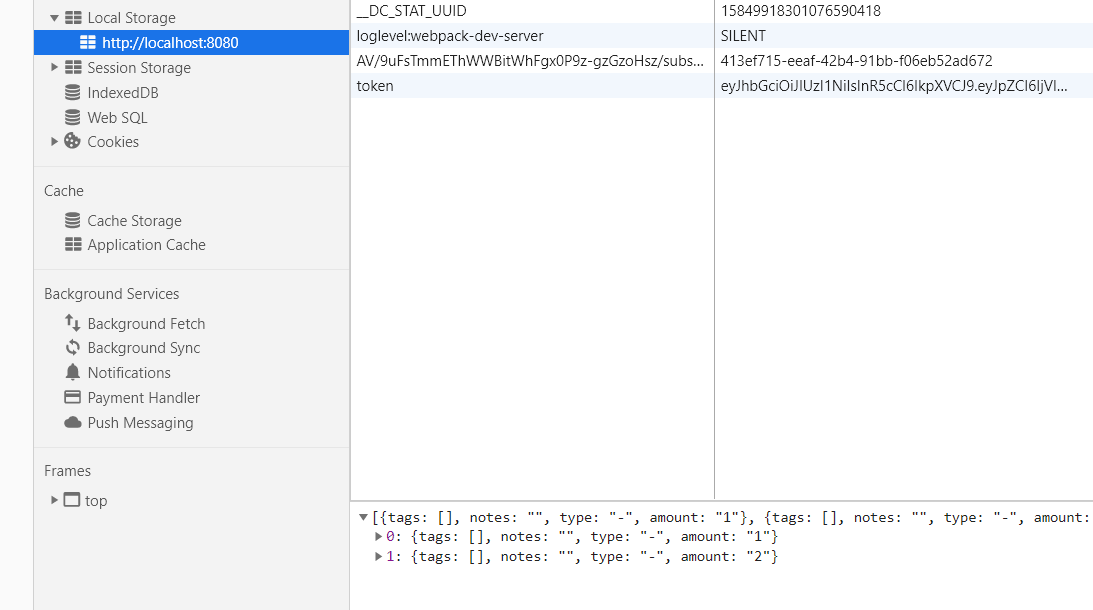 Local Storage
http://localhost:8080
Session Storage
IndexedDB
Web SQL
Cookies
Cache
Cache Storage
Application Cache
Background Services
Background Fetch
Background Sync
Notifications
Payment Handler
Push Messaging
Frames
top
__DC_STAT_UUID 15849918301076590418
loglevel:webpack-dev-server SILENT
AV/9uFsTmmEThWWBitWhFgx0P9z-gzGzoHsz/subs... 413ef715-eeaf-42b4-91bb-f06eb52ad672
token eyJhbGciOiJIUzI1NiIsInR5cCI6IkpXVCJ9.eyJpZCI6IjVl...
[{tags: [], notes: "", type: "-", amount: "1"}, {tags: [], notes: "", type: "-", amount:
0: {tags: [], notes: "", type: "-", amount: "1"}
1: {tags: [], notes: "", type: "-", amount: "2"}